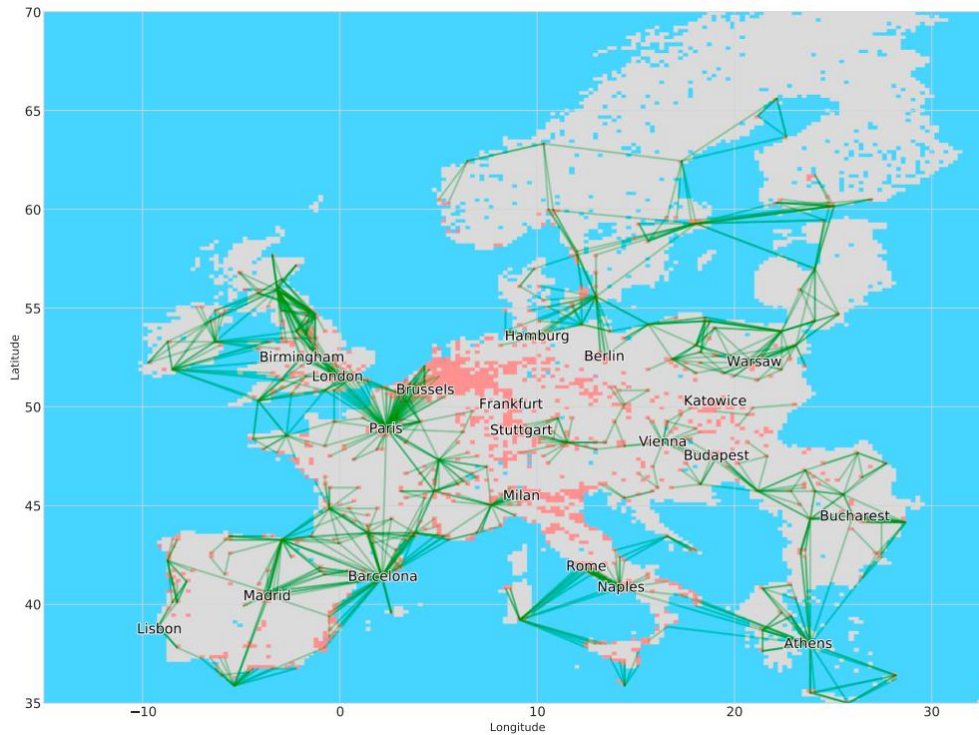 70
65
60
55
50
45
40
35
Latitude
Hamburg
Berlin
Birmingham
London
Warsaw
Brussels
Frankfurt
Katowice
Paris
Stuttgart
Vienna
Budapest
Milan
Bucharest
Rome
Barcelona
Naples
Madrid
Lisbon
Athens
−10
0
10
20
30
Longitude